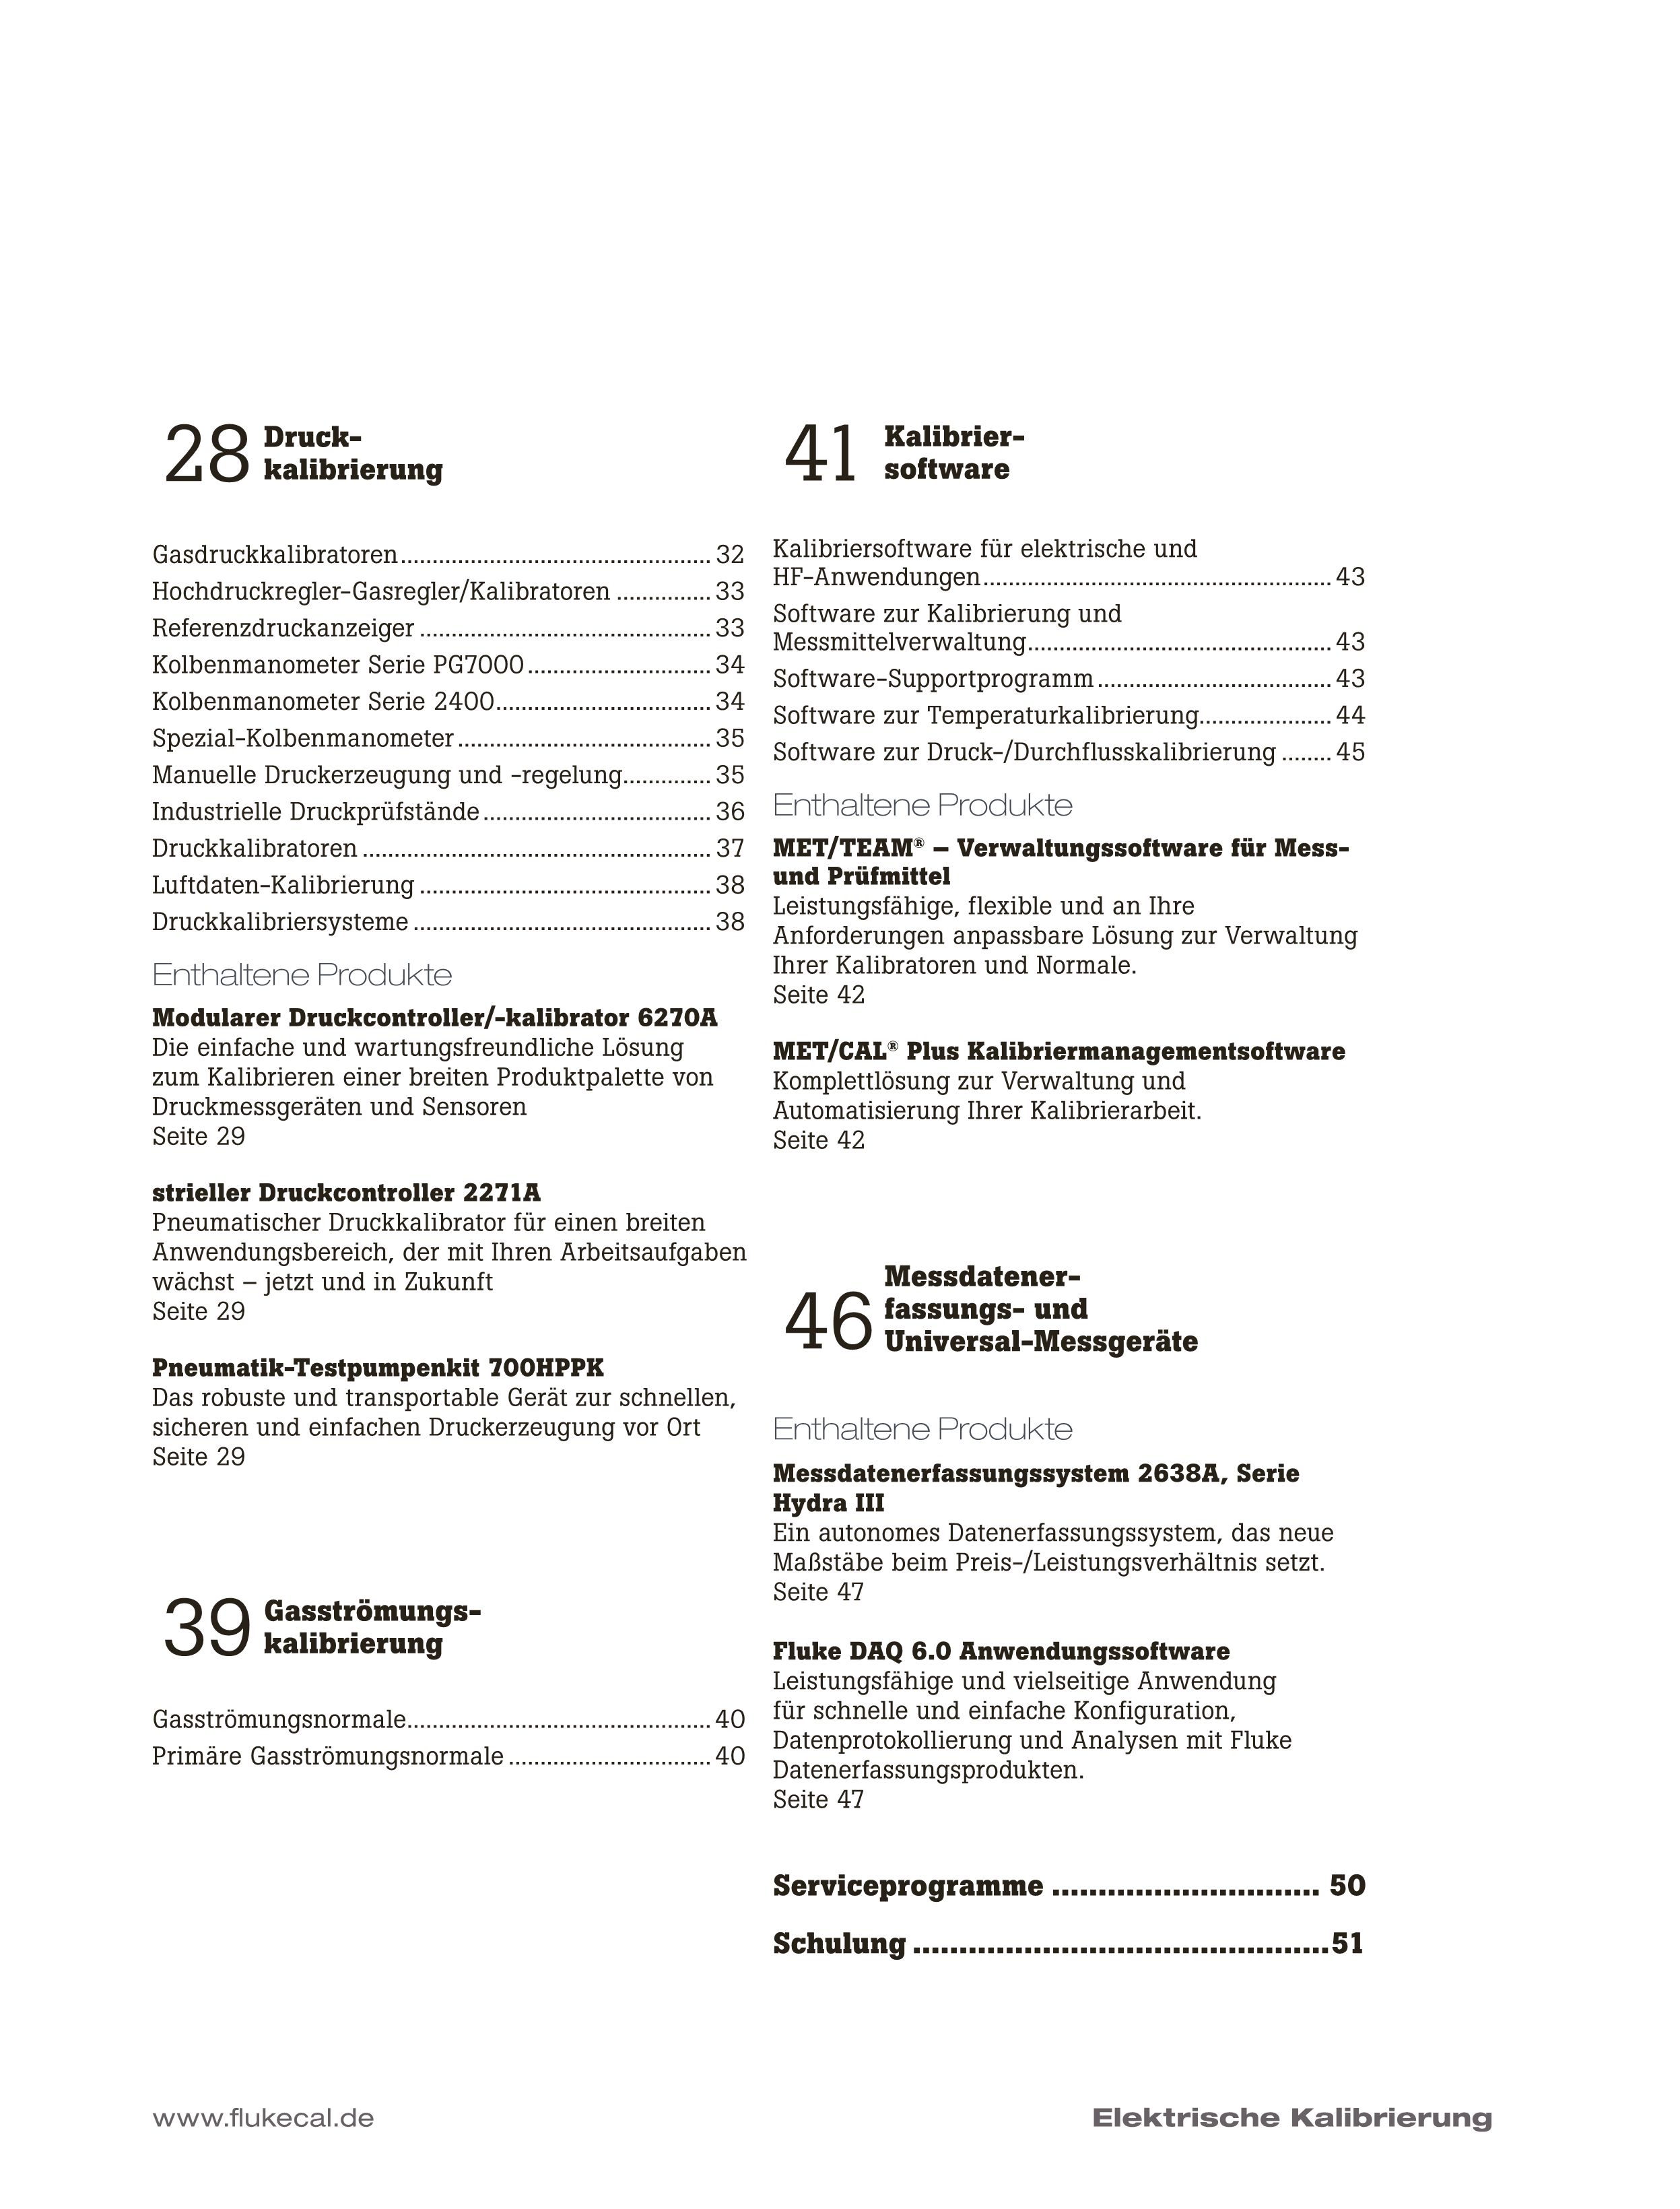 28 Druck-
kalibrierung
Gasdruckkalibratoren................................................. 32
Hochdruckregler-Gasregler/Kalibratoren ............... 33
Referenzdruckanzeiger .............................................. 33
Kolbenmanometer Serie PG7000............................. 34
Kolbenmanometer Serie 2400.................................. 34
Spezial-Kolbenmanometer........................................ 35
Manuelle Druckerzeugung und -regelung.............. 35
Industrielle Druckprüfstände.................................... 36
Druckkalibratoren ....................................................... 37
Luftdaten-Kalibrierung .............................................. 38
Druckkalibriersysteme ............................................... 38
Enthaltene Produkte
Modularer Druckcontroller/-kalibrator 6270A
Die einfache und wartungsfreundliche Lösung
zum Kalibrieren einer breiten Produktpalette von
Druckmessgeräten und Sensoren
Seite 29
strieller Druckcontroller 2271A
Pneumatischer Druckkalibrator für einen breiten
Anwendungsbereich, der mit Ihren Arbeitsaufgaben
wächst – jetzt und in Zukunft
Seite 29
Pneumatik-Testpumpenkit 700HPPK
Das robuste und transportable Gerät zur schnellen,
sicheren und einfachen Druckerzeugung vor Ort
Seite 29
39 Gasströmungs-
kalibrierung
Gasströmungsnormale................................................ 40
Primäre Gasströmungsnormale ................................ 40
41 Kalibrier-
software
Kalibriersoftware für elektrische und
HF-Anwendungen....................................................... 43
Software zur Kalibrierung und
Messmittelverwaltung................................................ 43
Software-Supportprogramm..................................... 43
Software zur Temperaturkalibrierung..................... 44
Software zur Druck-/Durchflusskalibrierung ........ 45
Enthaltene Produkte
MET/TEAM® – Verwaltungssoftware für Mess-
und Prüfmittel
Leistungsfähige, flexible und an Ihre
Anforderungen anpassbare Lösung zur Verwaltung
Ihrer Kalibratoren und Normale.
Seite 42
MET/CAL® Plus Kalibriermanagementsoftware
Komplettlösung zur Verwaltung und
Automatisierung Ihrer Kalibrierarbeit.
Seite 42
46 Messdatener-
fassungs- und
Universal-Messgeräte
Enthaltene Produkte
Messdatenerfassungssystem 2638A, Serie
Hydra III
Ein autonomes Datenerfassungssystem, das neue
Maßstäbe beim Preis-/Leistungsverhältnis setzt.
Seite 47
Fluke DAQ 6.0 Anwendungssoftware
Leistungsfähige und vielseitige Anwendung
für schnelle und einfache Konfiguration,
Datenprotokollierung und Analysen mit Fluke
Datenerfassungsprodukten.
Seite 47
Serviceprogramme ............................. 50
Schulung .............................................51
www.flukecal.de
Elektrische Kalibrierung